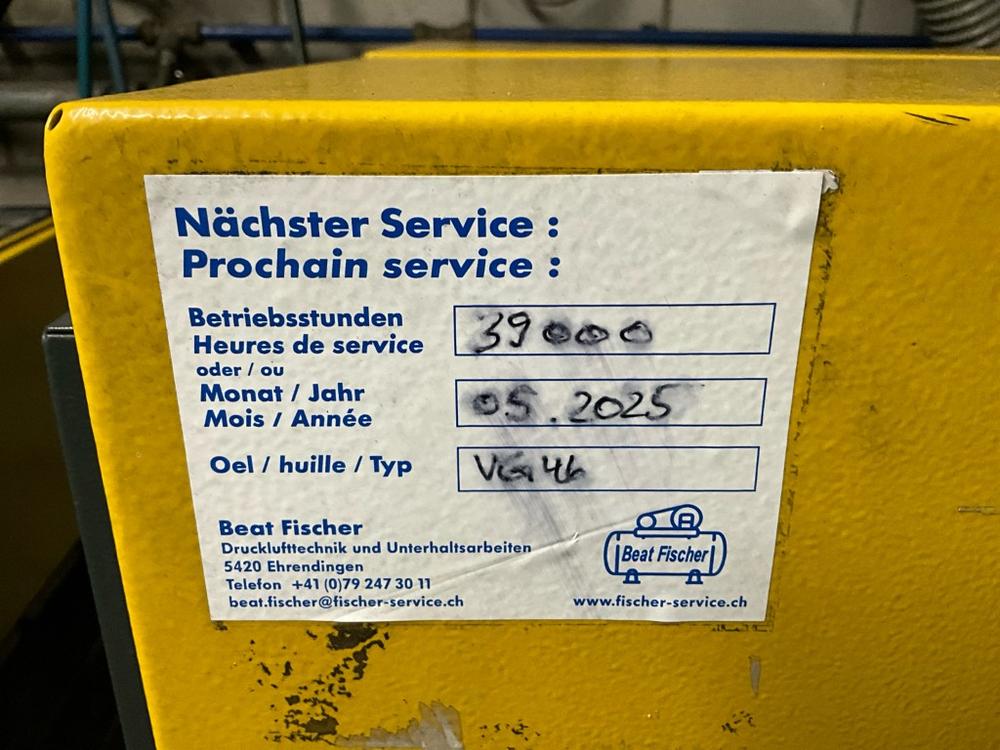 Nächster Service :
Prochain service :
Betriebsstunden
Heures de service
39000
oder / ou
Monat / Jahr
Mois / Année
05.2025
Oel / huille / Typ
VG 46
Beat Fischer
Drucklufttechnik und Unterhaltsarbeiten
5420 Ehrendingen
Telefon +41 (0)79 247 30 11
beat.fischer@fischer-service.ch
Beat Fischer
www.fischer-service.ch